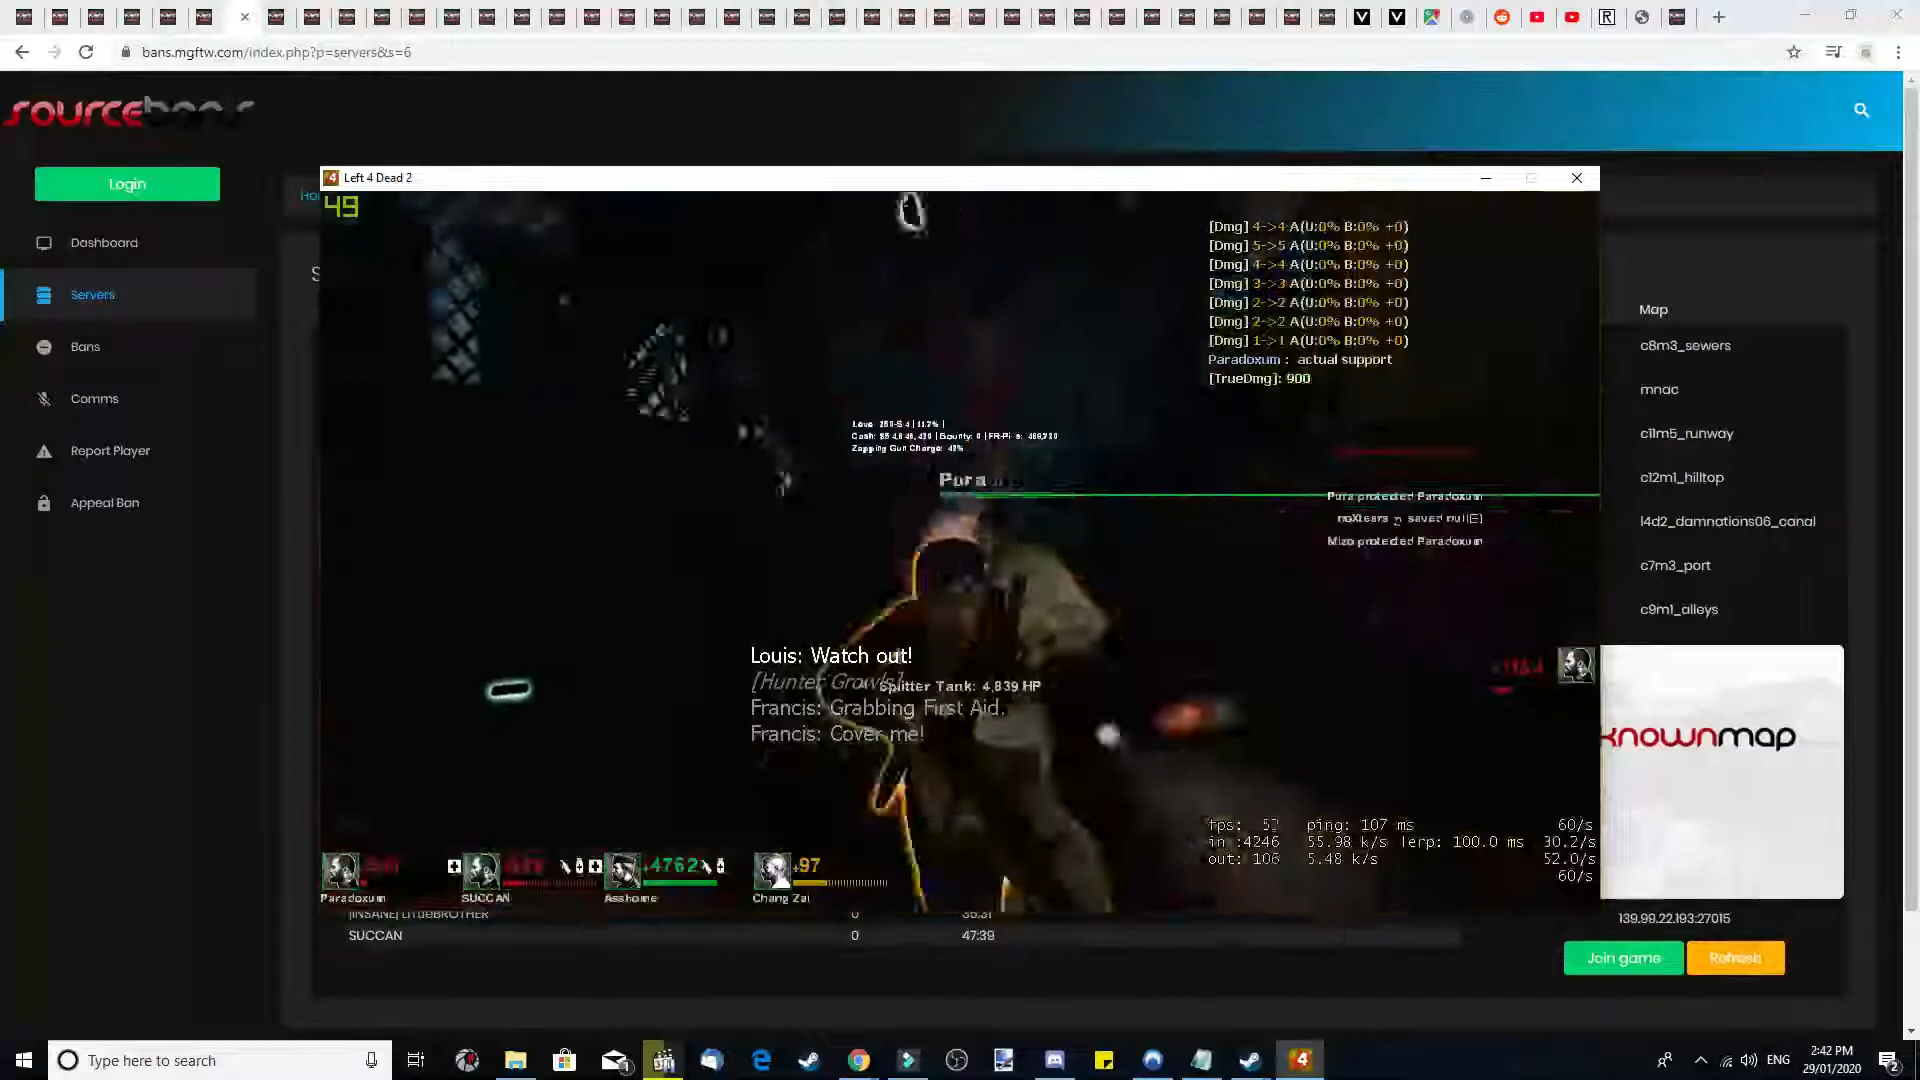 bans.mgftw.com/index.php?p=servers&s=6
sourcebans
Login
Dashboard
Servers
Bans
Comms
Report Player
Appeal Ban
Left 4 Dead 2
49
[Dmg] 4->4 A(U:0% B:0% +0)
[Dmg] 5->5 A(U:0% B:0% +0)
[Dmg] 4->4 A(U:0% B:0% +0)
[Dmg] 3->3 A(U:0% B:0% +0)
[Dmg] 2->2 A(U:0% B:0% +0)
[Dmg] 2->2 A(U:0% B:0% +0)
[Dmg] 1->1 A(U:0% B:0% +0)
Paradoxum : actual support
[TrueDmg]: 900
Zapping Gun Charge: 42%
Pura protected Paradoxum
saved null
Mizo protected Paradoxum
Louis: Watch out!
[Hunter Growls]
Splitter Tank: 4,839 HP
Francis: Grabbing First Aid.
Francis: Cover me!
fps: ping: 107 ms 60/s
in :4246 55.98 k/s lerp: 100.0 ms 30.2/s
out: 106 5.48 k/s 52.0/s
60/s
+4762
+97
Paradoxum
SUCCAN
Asshome
Chang Zai
SUCCAN 0 47:39
Map
c8m3_sewers
mnac
c11m5_runway
c12m1_hilltop
l4d2_damnations06_canal
c7m3_port
c9m1_alleys
knownmap
139.99.22.193:27015
Join game
Refresh
Type here to search
ENG
2:42 PM
29/01/2020